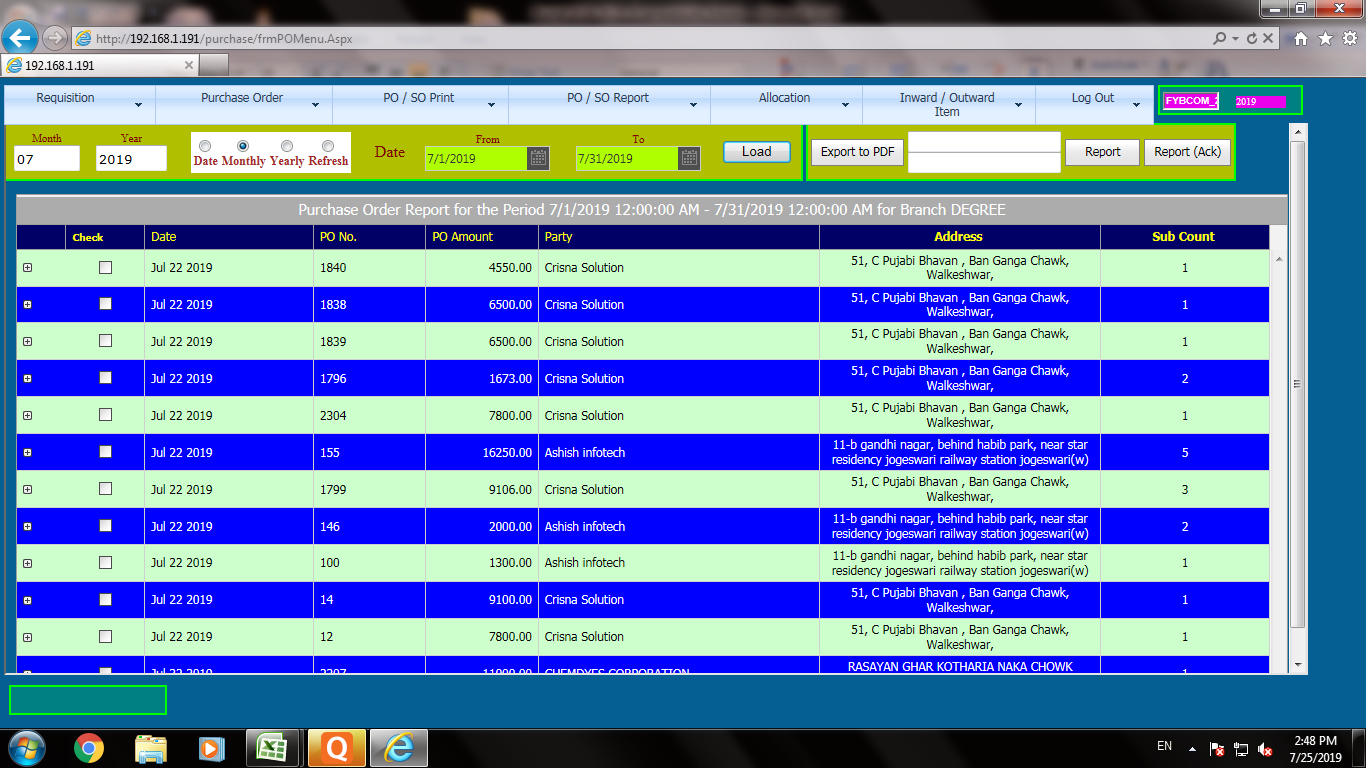 http://192.168.1.191/purchase/frmPOMenu.Aspx
192.168.1.191
Requisition
Purchase Order
PO / SO Print
PO / SO Report
Allocation
Inward / Outward
Item
Log Out
FYBCOM_
2019
Month
Year
07
2019
Date Monthly Yearly Refresh
Date
From
To
7/1/2019
7/31/2019
Load
Export to PDF
Report
Report (Ack)
Purchase Order Report for the Period 7/1/2019 12:00:00 AM - 7/31/2019 12:00:00 AM for Branch DEGREE
Check Date PO No. PO Amount Party Address Sub Count
51, C Pujabi Bhavan , Ban Ganga Chawk,
Jul 22 2019 1840 4550.00 Crisna Solution 1
Walkeshwar,
51, C Pujabi Bhavan , Ban Ganga Chawk,
Jul 22 2019 1838 6500.00 Crisna Solution 1
Walkeshwar,
51, C Pujabi Bhavan , Ban Ganga Chawk,
Jul 22 2019 1839 6500.00 Crisna Solution 1
Walkeshwar,
51, C Pujabi Bhavan , Ban Ganga Chawk,
Jul 22 2019 1796 1673.00 Crisna Solution 2
Walkeshwar,
51, C Pujabi Bhavan , Ban Ganga Chawk,
Jul 22 2019 2304 7800.00 Crisna Solution 1
Walkeshwar,
11-b gandhi nagar, behind habib park, near star
Jul 22 2019 155 16250.00 Ashish infotech 5
residency jogeswari railway station jogeswari(w)
51, C Pujabi Bhavan , Ban Ganga Chawk,
Jul 22 2019 1799 9106.00 Crisna Solution 3
Walkeshwar,
11-b gandhi nagar, behind habib park, near star
Jul 22 2019 146 2000.00 Ashish infotech 2
residency jogeswari railway station jogeswari(w)
11-b gandhi nagar, behind habib park, near star
Jul 22 2019 100 1300.00 Ashish infotech 1
residency jogeswari railway station jogeswari(w)
51, C Pujabi Bhavan , Ban Ganga Chawk,
Jul 22 2019 14 9100.00 Crisna Solution 1
Walkeshwar,
51, C Pujabi Bhavan , Ban Ganga Chawk,
Jul 22 2019 12 7800.00 Crisna Solution 1
Walkeshwar,
RASAYAN GHAR KOTHARIA NAKA CHOWK
Jul 22 2019 CHEMDYES CORPORATION 1
EN
2:48 PM
7/25/2019